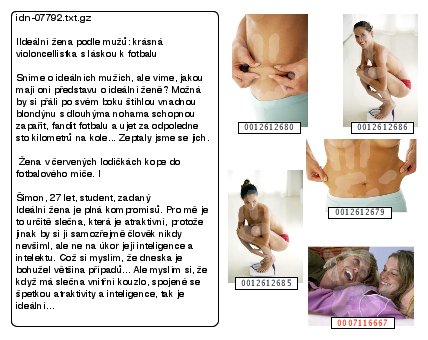 idn-07792.txt.gz
IIdeální žena podle mužů: krásná
violoncellistka s láskou k fotbalu
Sníme o ideálních mužích, ale víme, jakou
mají oni představu o ideální ženě? Možná
by si přáli po svém boku štíhlou vnadnou
blondýnu s dlouhýma nohama schopnou
zapařit, fandit fotbalu a ujet za odpoledne
sto kilometrů na kole... Zeptaly jsme se jich.
Žena v červených lodičkách kope do
fotbalového míče. I
Šimon, 27 let, student, zadaný
Ideální žena je plná kompromisů. Pro mě je
to určitě slečna, která je atraktivní, protože
jinak by si jí samozřejmě člověk nikdy
nevšiml, ale ne na úkor její inteligence a
intelektu. Což si myslím, že dneska je
bohužel většina případů... Ale myslím si, že
když má slečna vnitřní kouzlo, spojené se
špetkou atraktivity a inteligence, tak je
ideální...
0012612680
0012612686
0012612679
0012612685
0007116667